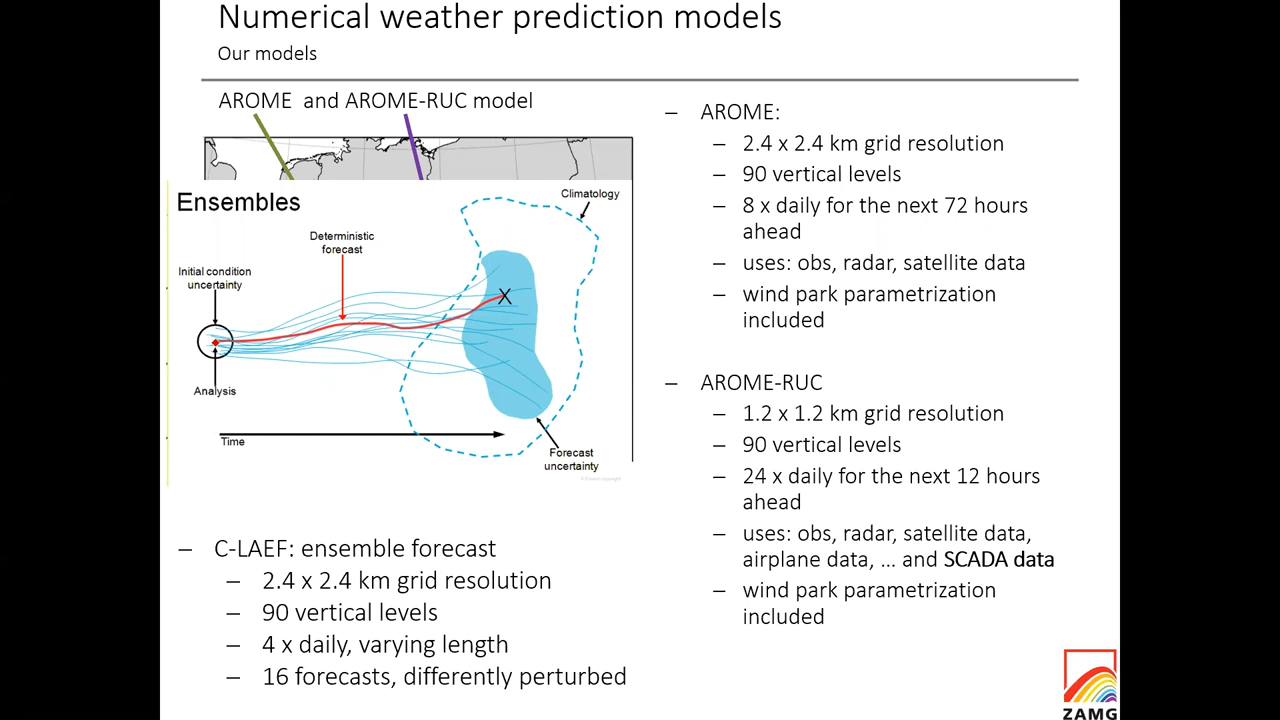 Numerical weather prediction models
Our models
AROME and AROME-RUC model
Ensembles
Climatology
Deterministic
forecast
Initial condition
uncertainty
Analysis
Time
Forecast
uncertainty
– C-LAEF: ensemble forecast
– 2.4 x 2.4 km grid resolution
– 90 vertical levels
– 4 x daily, varying length
– 16 forecasts, differently perturbed
– AROME:
– 2.4 x 2.4 km grid resolution
– 90 vertical levels
– 8 x daily for the next 72 hours
ahead
– uses: obs, radar, satellite data
– wind park parametrization
included
– AROME-RUC
– 1.2 x 1.2 km grid resolution
– 90 vertical levels
– 24 x daily for the next 12 hours
ahead
– uses: obs, radar, satellite data,
airplane data, ... and SCADA data
– wind park parametrization
included
ZAMG